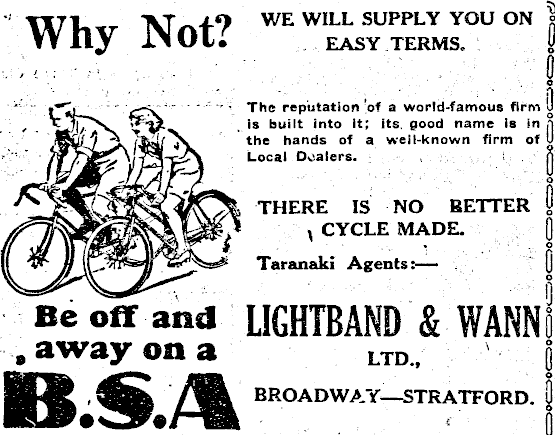 Why Not?
Be off and
away on a
B.S.A
WE WILL SUPPLY YOU ON
EASY TERMS.
The reputation of a world-famous firm
is built into it; its good name is in
the hands of a well-known firm of
Local Dealers.
THERE IS NO BETTER
CYCLE MADE.
Taranaki Agents:—
LIGHTBAND & WANN
LTD.,
BROADWAY—STRATFORD.